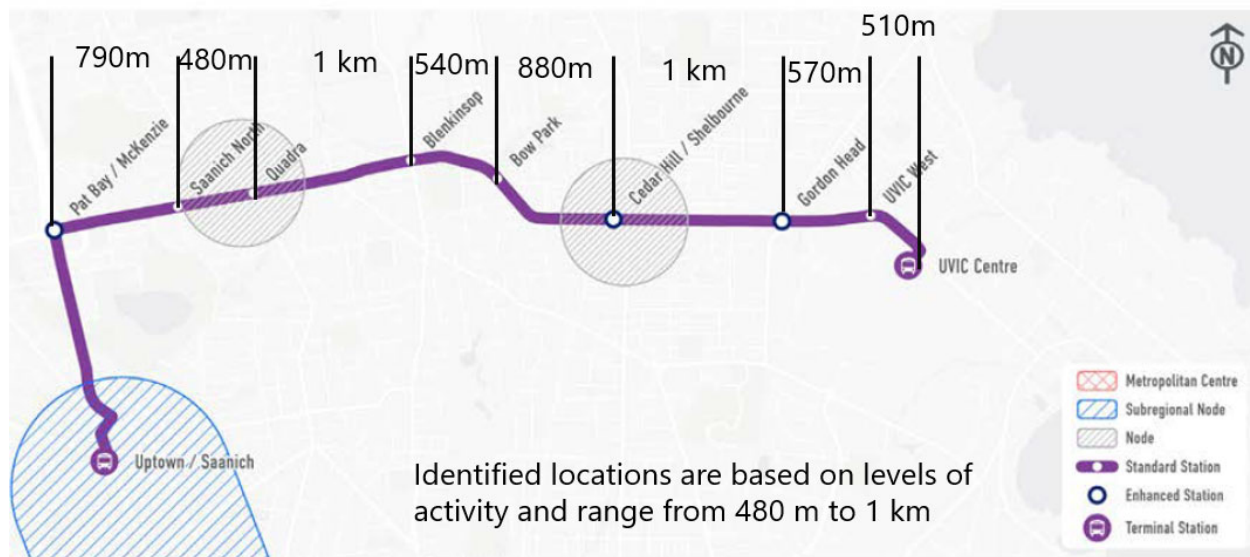 510m
790m
480m
1 km
540m
880m
1 km
570m
N
Pat Bay / McKenzie
Saanich North
Quadra
Blenkinsop
Bow Park
Cedar Hill / Shelbourne
Gordon Head
UVIC West
UVIC Centre
Uptown / Saanich
Metropolitan Centre
Subregional Node
Node
Standard Station
Enhanced Station
Terminal Station
Identified locations are based on levels of
activity and range from 480 m to 1 km